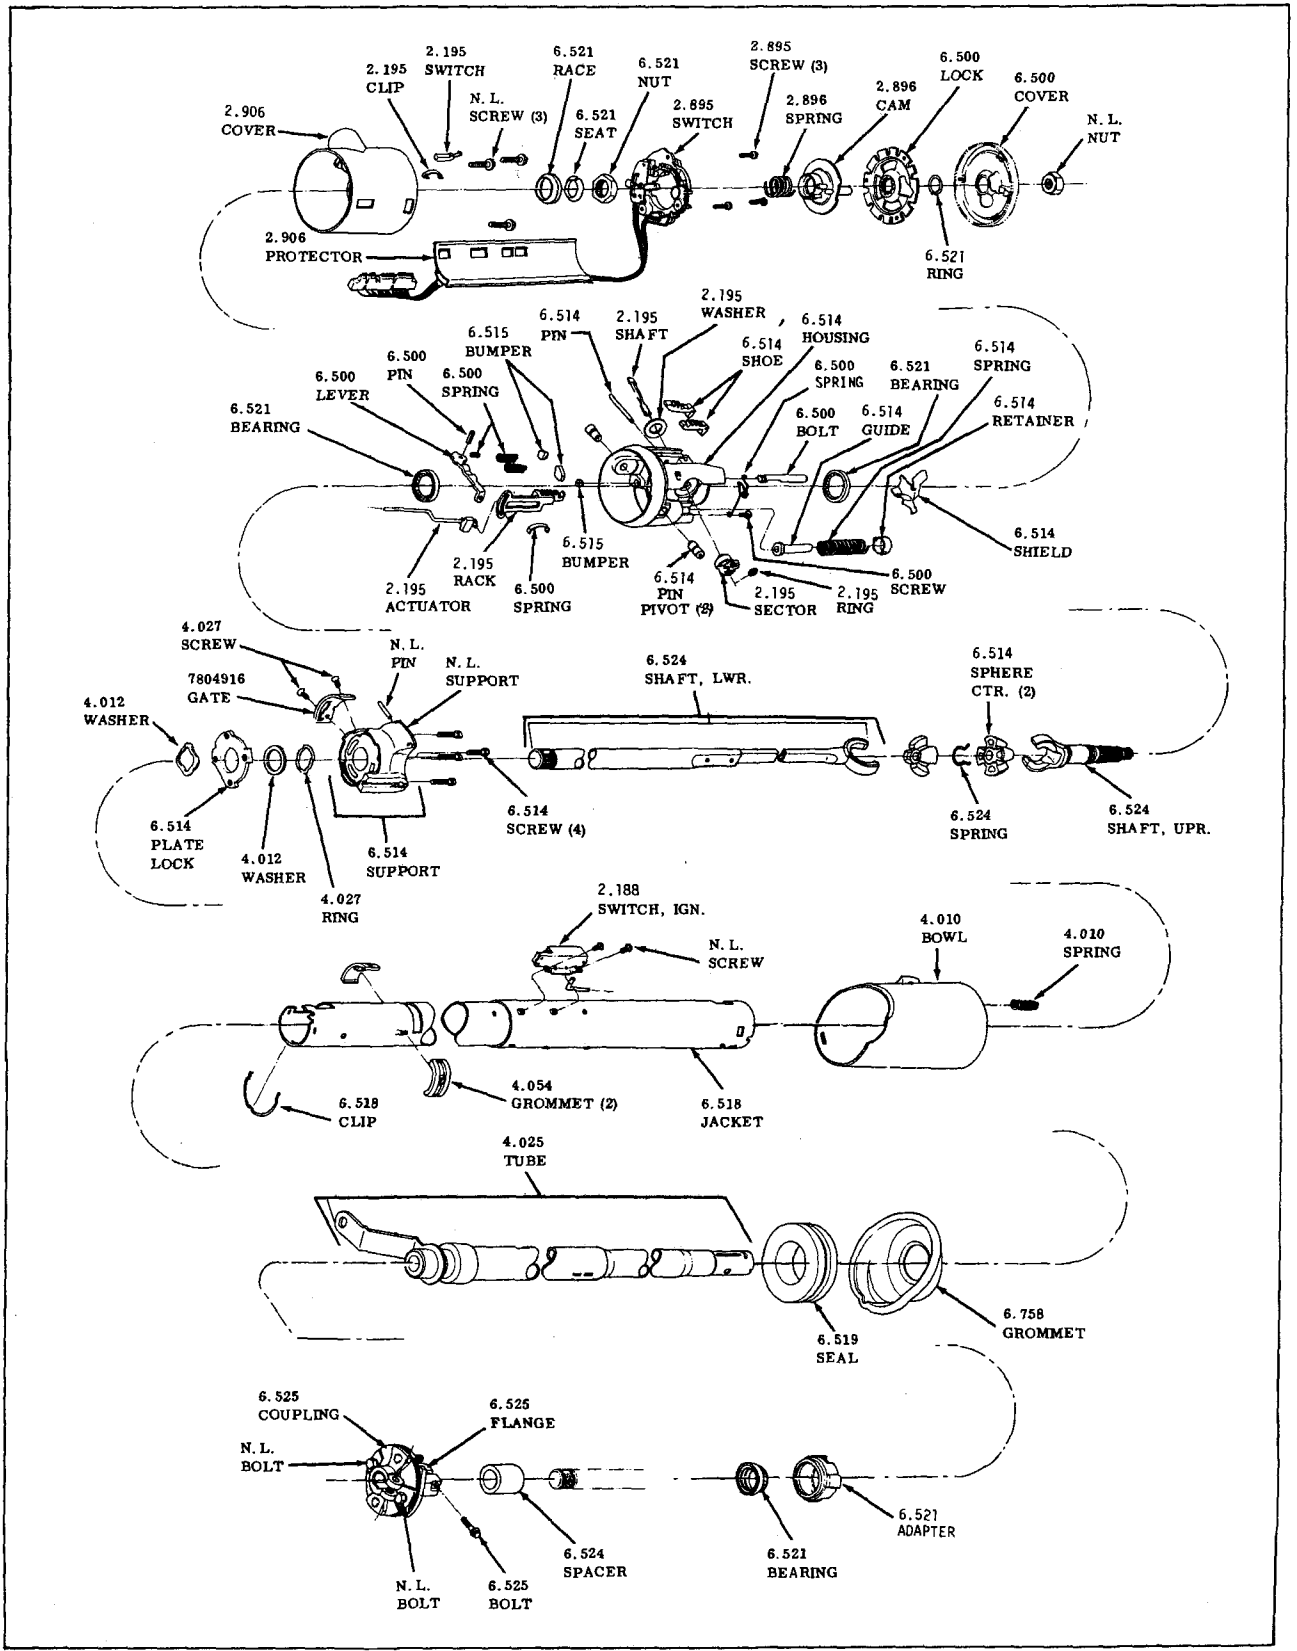 2.195
SWITCH
6.521
RACE
6.521
NUT
2.895
SCREW (3)
6.500
LOCK
2.195
CLIP
N. L.
SCREW (3)
6.521
SEAT
2.895
SWITCH
2.896
SPRING
2.896
CAM
6.500
COVER
2.906
COVER
N. L.
NUT
2.906
PROTECTOR
6.521
RING
2.195
WASHER
6.514
PIN
2.195
SHAFT
6.514
HOUSING
6.515
BUMPER
6.514
SHOE
6.514
SPRING
6.500
PIN
6.500
SPRING
6.500
SPRING
6.521
BEARING
6.500
LEVER
6.514
RETAINER
6.521
BEARING
6.500
BOLT
6.514
GUIDE
6.514
SHIELD
6.515
BUMPER
2.195
RACK
6.500
SPRING
6.514
PIN
PIVOT (2)
2.195
SECTOR
2.195
RING
6.500
SCREW
2.195
ACTUATOR
4.027
SCREW
N. L.
PIN
N. L.
SUPPORT
6.524
SHAFT, LWR.
6.514
SPHERE
CTR. (2)
7804916
GATE
4.012
WASHER
6.514
PLATE
LOCK
4.012
WASHER
6.514
SUPPORT
6.514
SCREW (4)
6.524
SPRING
6.524
SHAFT, UPR.
4.027
RING
2.188
SWITCH, IGN.
N. L.
SCREW
4.010
BOWL
4.010
SPRING
6.518
CLIP
4.054
GROMMET (2)
6.518
JACKET
4.025
TUBE
6.758
GROMMET
6.519
SEAL
6.525
COUPLING
6.525
FLANGE
N. L.
BOLT
6.521
ADAPTER
6.524
SPACER
6.521
BEARING
N. L.
BOLT
6.525
BOLT